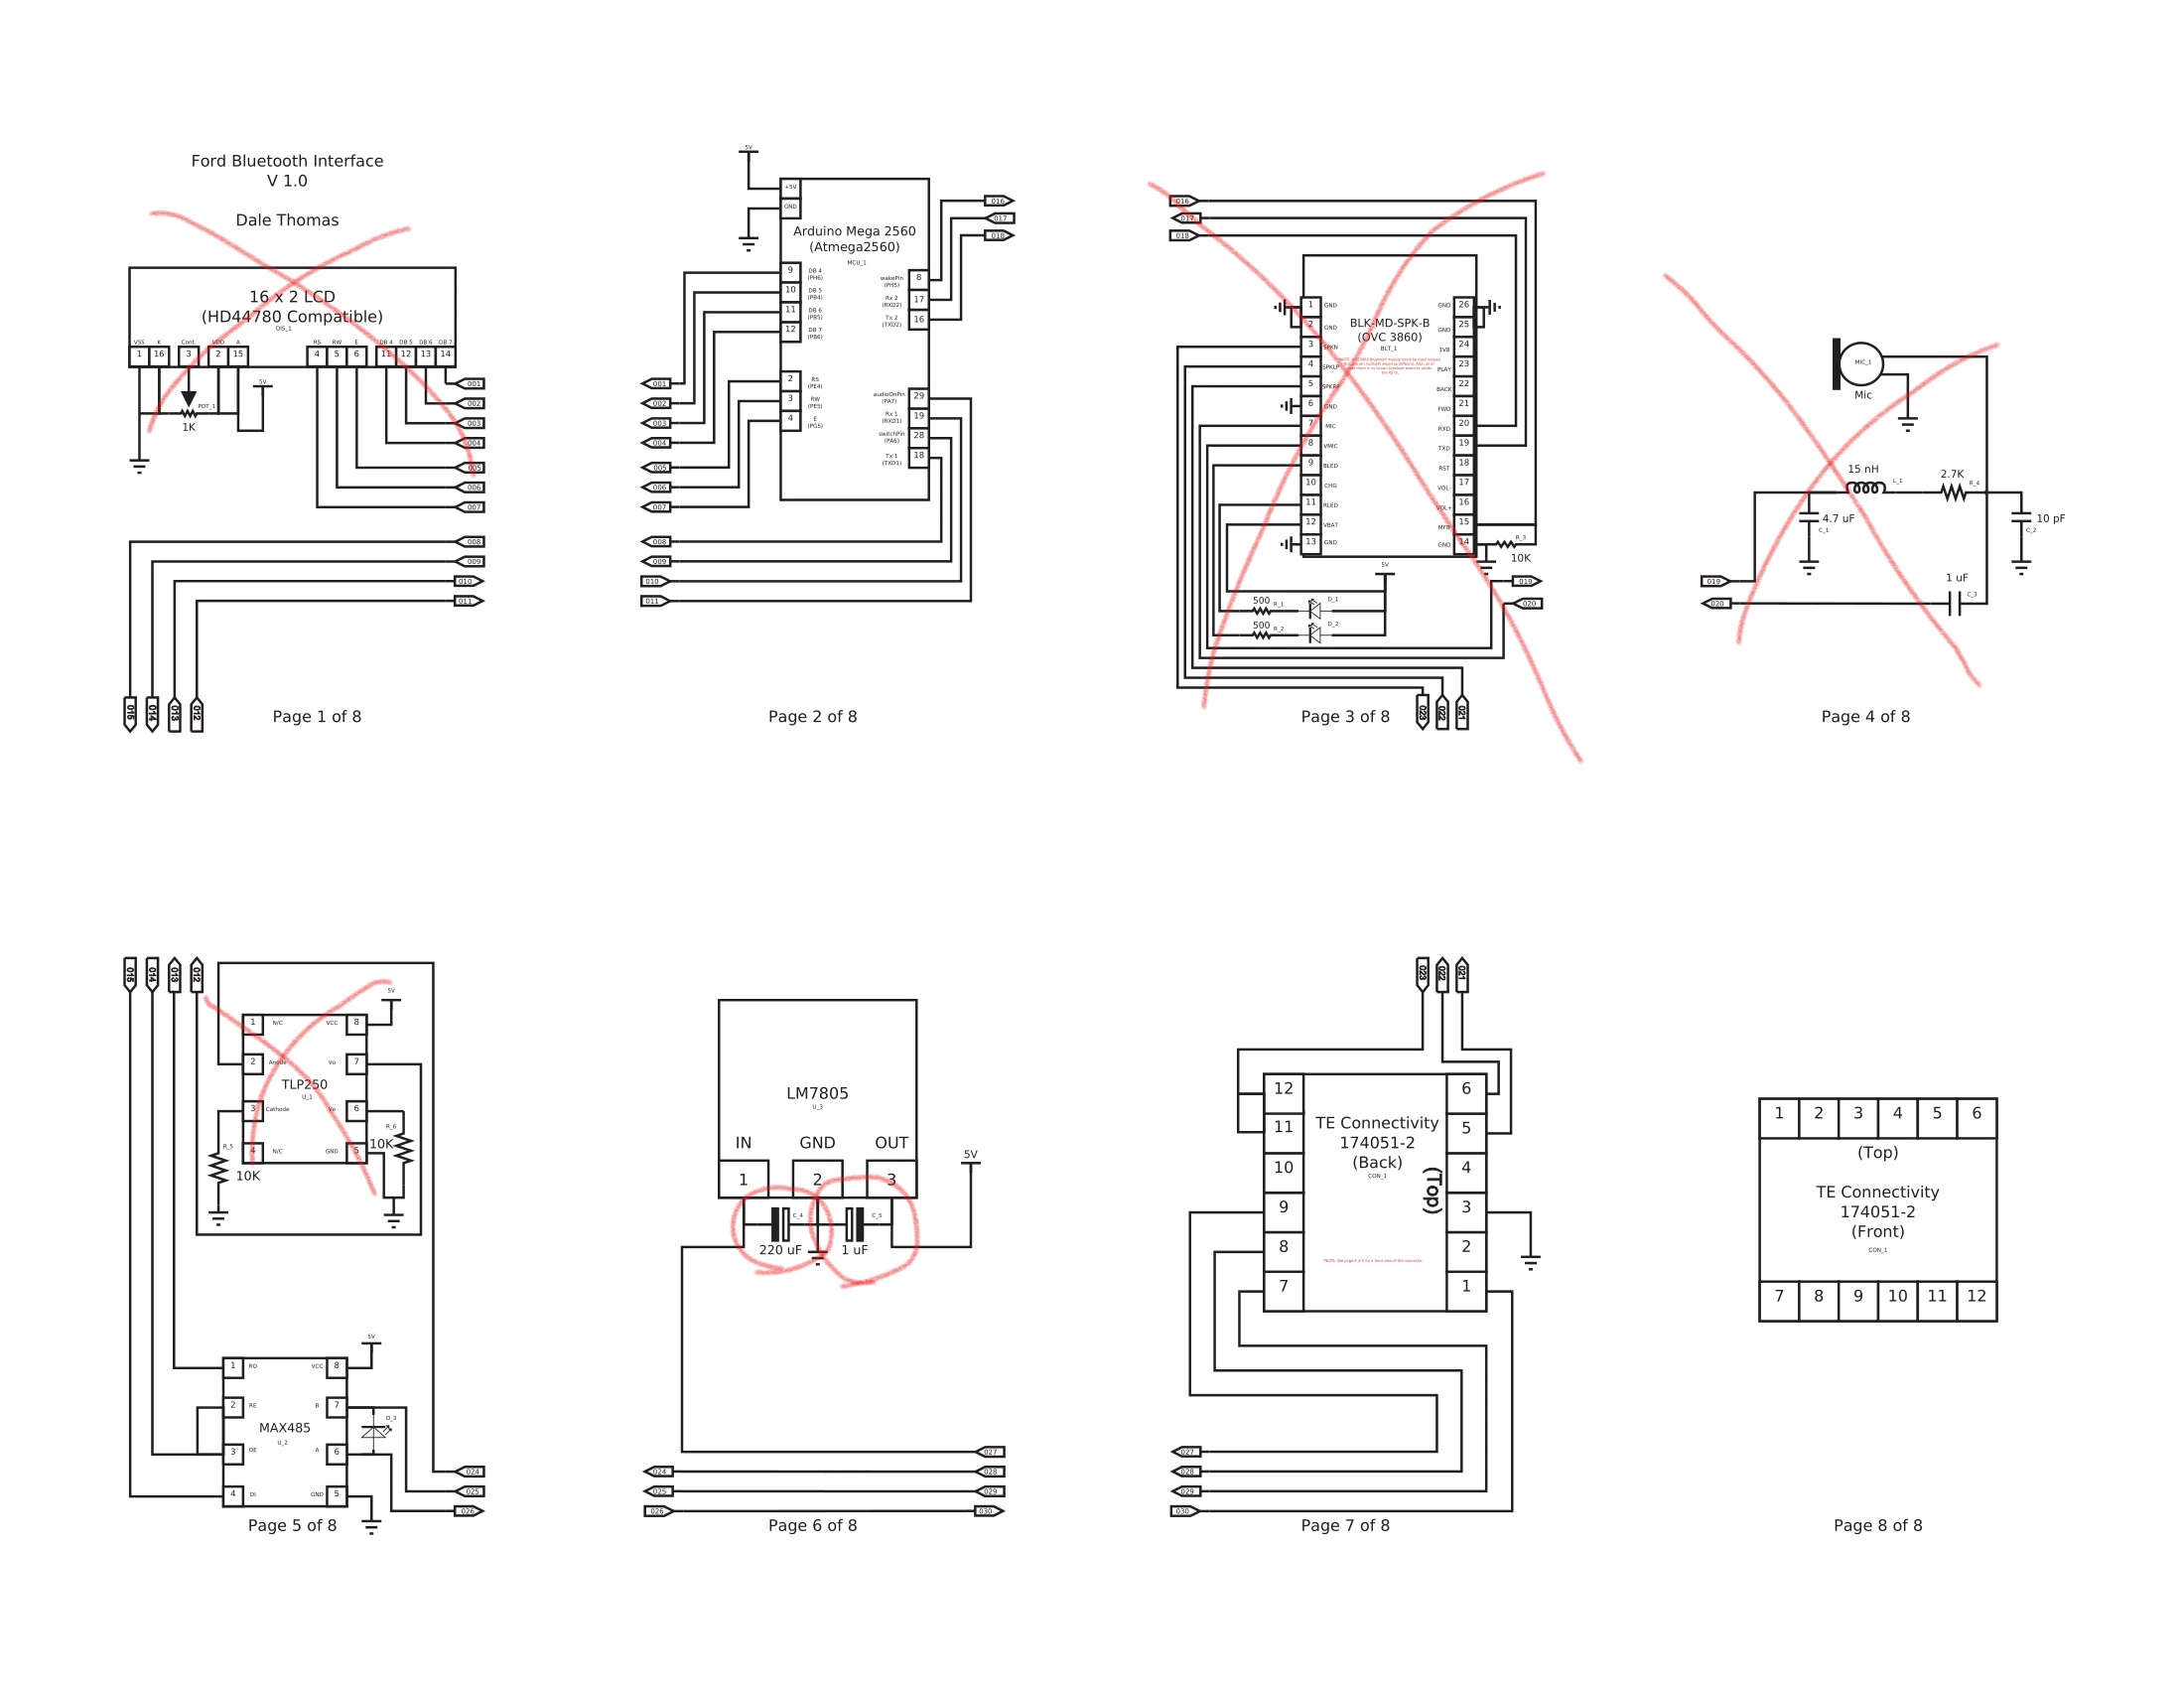 Ford Bluetooth Interface
V 1.0
Dale Thomas
16 x 2 LCD
(HD44780 Compatible)
DIS_1
VSS K Cont. VDD A RS RW E DB 4 DB 5 DB 6 DB 7
1 16 3 2 15 4 5 6 11 12 13 14
5V
POT_1
1K
001
002
003
004
005
006
007
008
009
010
011
015 014 013 012
Page 1 of 8
5V
+5V
GND
Arduino Mega 2560
(Atmega2560)
MCU_1
9 DB 4
(PH6)
10 DB 5
(PB4)
11 DB 6
(PB5)
12 DB 7
(PB6)
2 RS
(PE4)
3 RW
(PE5)
4 E
(PG5)
wakePin 8
(PH5)
Rx 2 17
(RXD2)
Tx 2 16
(TXD2)
audioOnPin 29
(PA7)
Rx 1 19
(RXD1)
switchPin 28
(PA6)
Tx 1 18
(TXD1)
016
017
018
001
002
003
004
005
006
007
008
009
010
011
Page 2 of 8
016
017
018
BLK-MD-SPK-B
(OVC 3860)
BLT_1
1 GND
2 GND
3 SPKN
4 SPKLP
5 SPKRP
6 GND
7 MIC
8 VMIC
9 BLED
10 CHG
11 RLED
12 VBAT
13 GND
GND 26
GND 25
1V8 24
PLAY 23
BACK 22
FWD 21
RXD 20
TXD 19
RST 18
VOL- 17
VOL+ 16
MFB 15
GND 14
R_3
10K
5V
500 R_1 D_1
500 R_2 D_2
019
020
023 022 021
Page 3 of 8
MIC_1
Mic
15 nH L_1
2.7K R_4
4.7 uF
C_1
10 pF
C_2
1 uF
C_3
019
020
Page 4 of 8
015 014 013 012
5V
1 N/C VCC 8
2 Anode Vo 7
TLP250
U_1
3 Cathode Vo 6
4 N/C GND 5
R_5
10K
R_6
10K
5V
1 RO VCC 8
2 RE B 7
MAX485
U_2
3 DE A 6
4 DI GND 5
D_3
024
025
026
Page 5 of 8
LM7805
U_3
IN GND OUT
1 2 3
5V
C_4 C_5
220 uF 1 uF
027
024 028
025 029
026 030
Page 6 of 8
023 022 021
TE Connectivity
174051-2
(Back)
CON_1
(Top)
12 6
11 5
10 4
9 3
8 2
7 1
*NOTE: See page 8 of 8 for a front view of this connector.
027
028
029
030
Page 7 of 8
1 2 3 4 5 6
(Top)
TE Connectivity
174051-2
(Front)
CON_1
7 8 9 10 11 12
Page 8 of 8